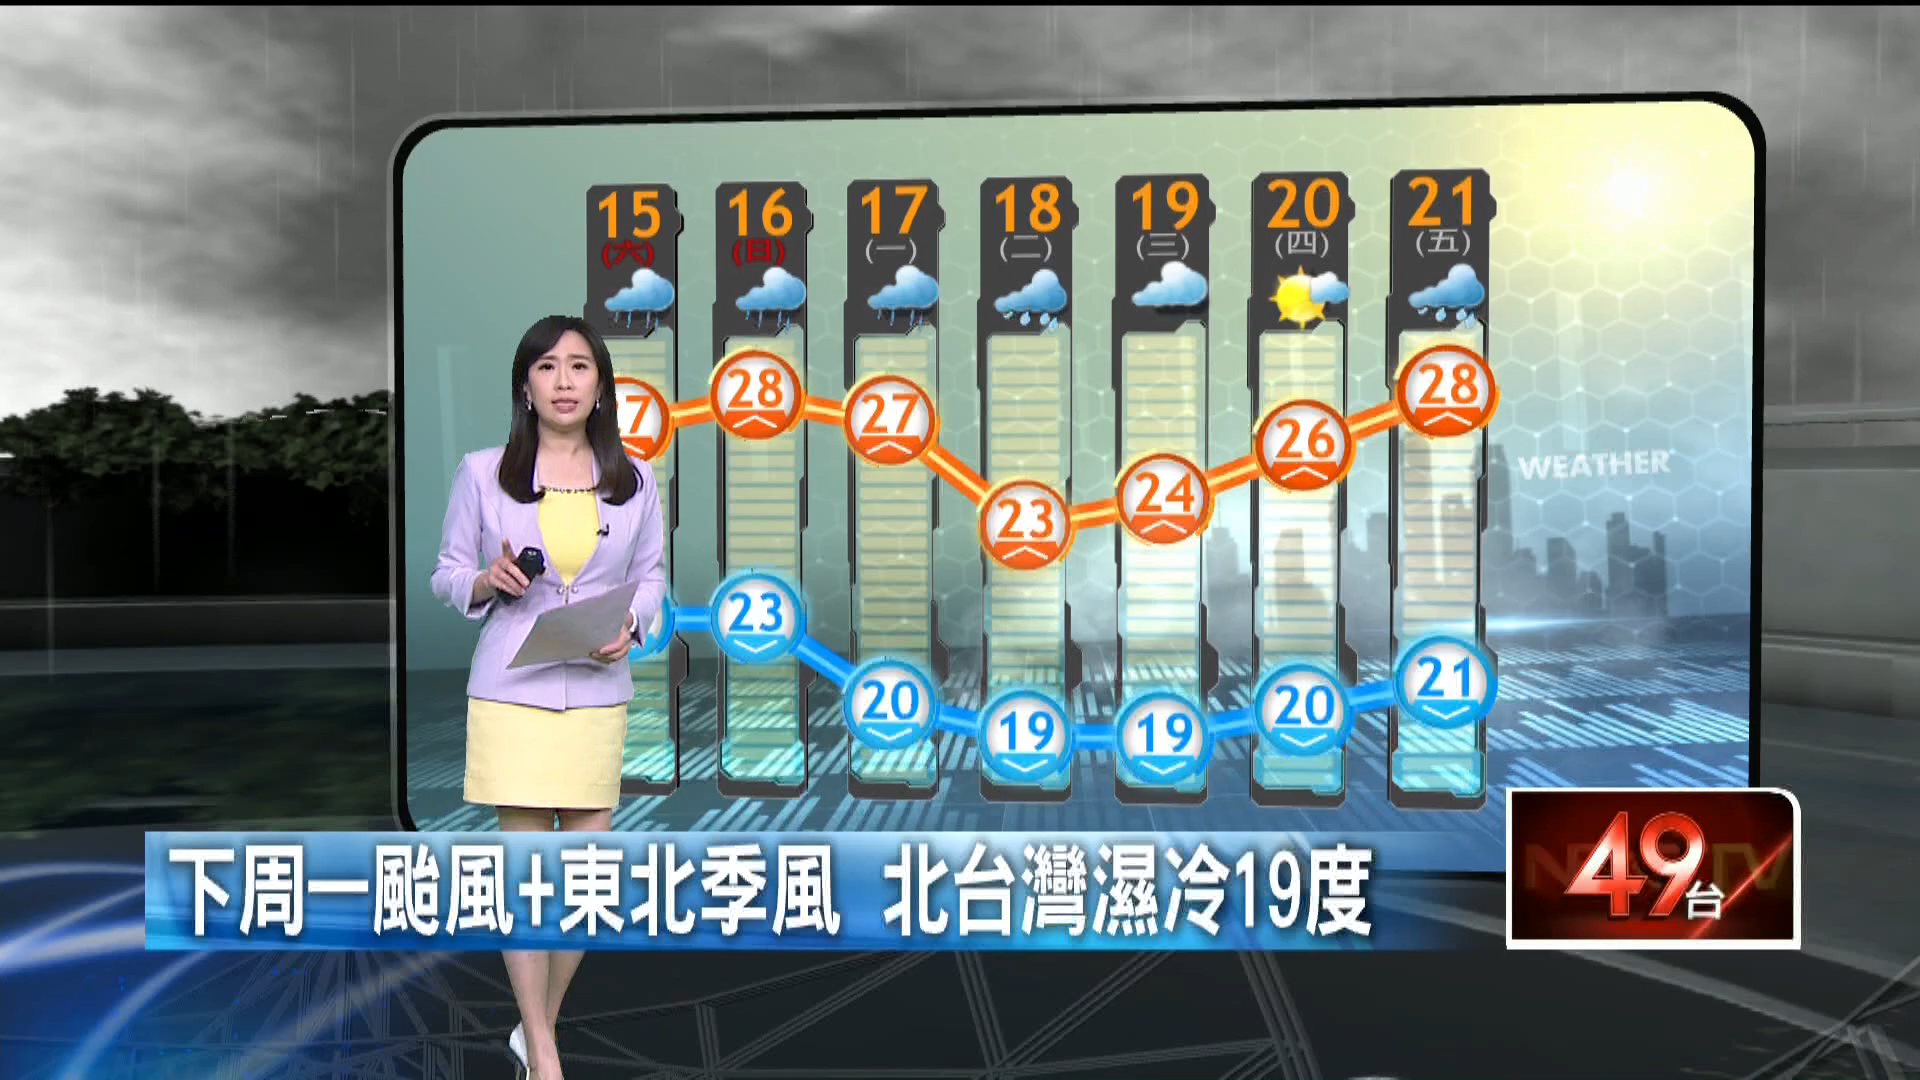 15 16 17 18 19 20 21
(六) (日) (一) (二) (三) (四) (五)
28 27 23 24 26 28
23 20 19 19 20 21
WEATHER
下周一颱風+東北季風 北台灣濕冷19度
49台